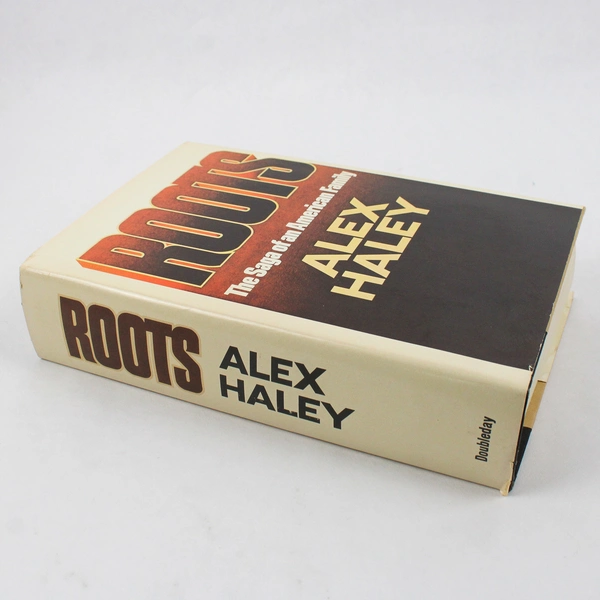 ROOTS
The Saga of an American Family
ALEX
HALEY
ROOTS
ALEX
HALEY
Doubleday